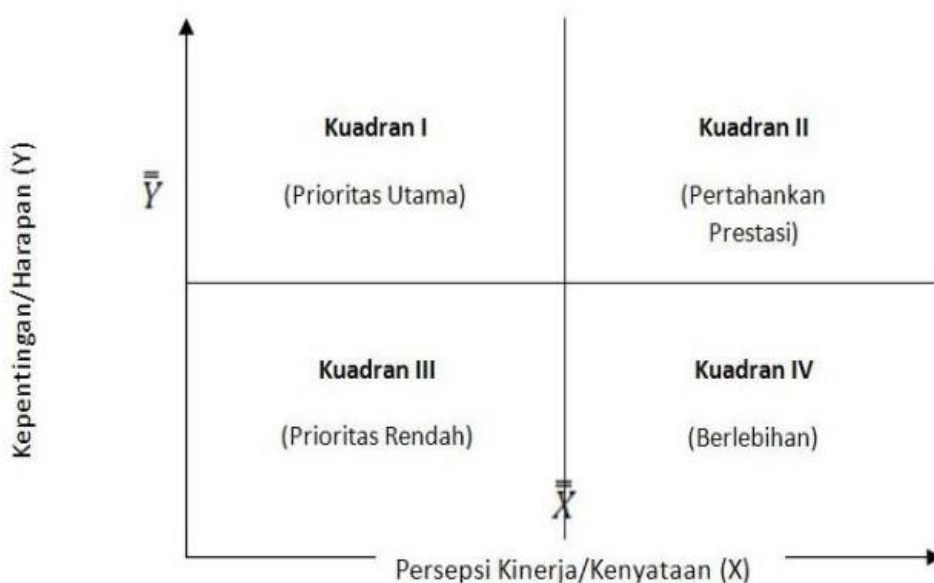 Kepentingan/Harapan (Y)
Kuadran I
(Prioritas Utama)
Kuadran II
(Pertahankan
Prestasi)
Y̿
Kuadran III
(Prioritas Rendah)
Kuadran IV
(Berlebihan)
X̿
Persepsi Kinerja/Kenyataan (X)